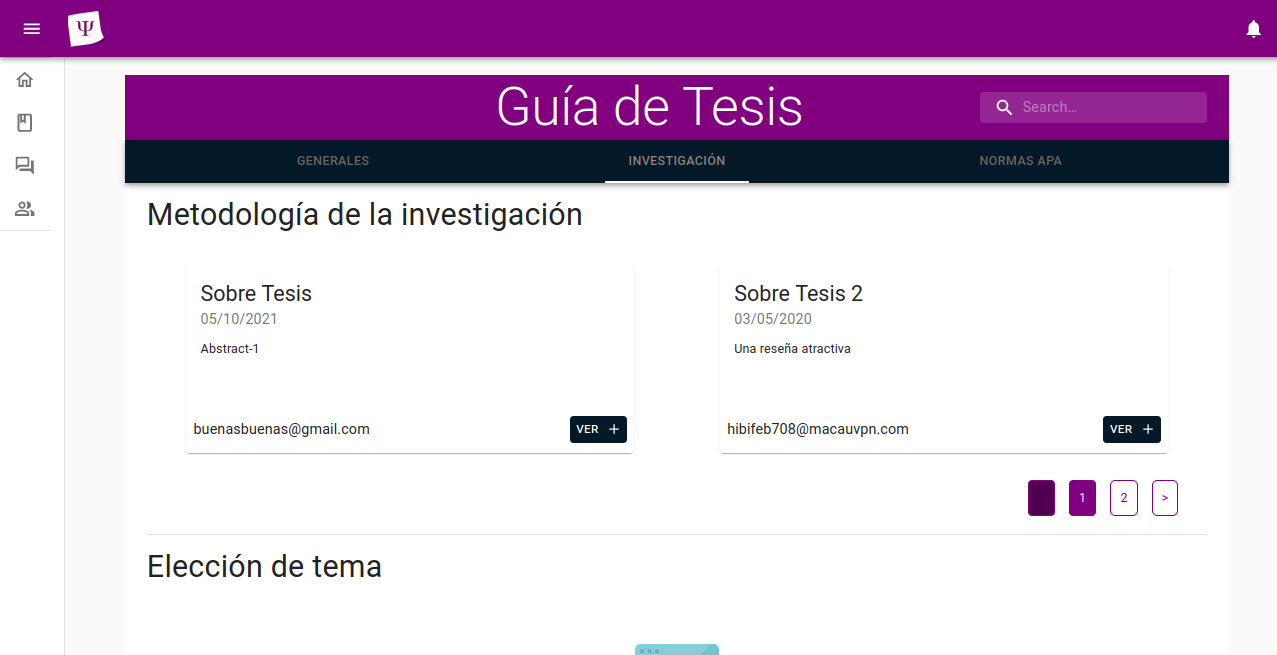 Ψ
Guía de Tesis
Search…
GENERALES
INVESTIGACIÓN
NORMAS APA
Metodología de la investigación
Sobre Tesis
05/10/2021
Abstract-1
buenasbuenas@gmail.com
VER +
Sobre Tesis 2
03/05/2020
Una reseña atractiva
hibifeb708@macauvpn.com
VER +
1 2 >
Elección de tema